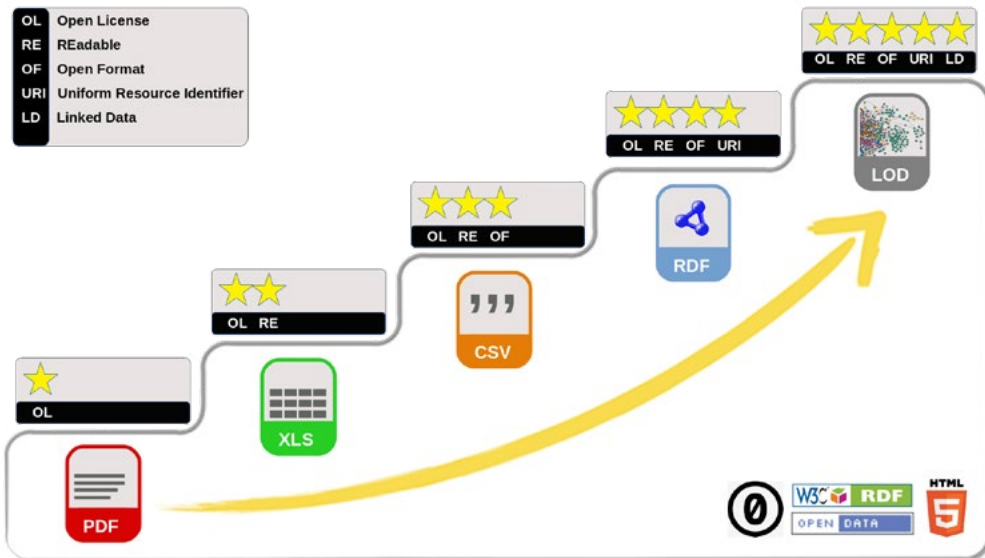 OL Open License
RE REadable
OF Open Format
URI Uniform Resource Identifier
LD Linked Data
OL RE OF URI LD
LOD
OL RE OF URI
RDF
OL RE OF
,,,
CSV
OL RE
XLS
OL
PDF
0
W3C RDF
OPEN DATA
HTML
5